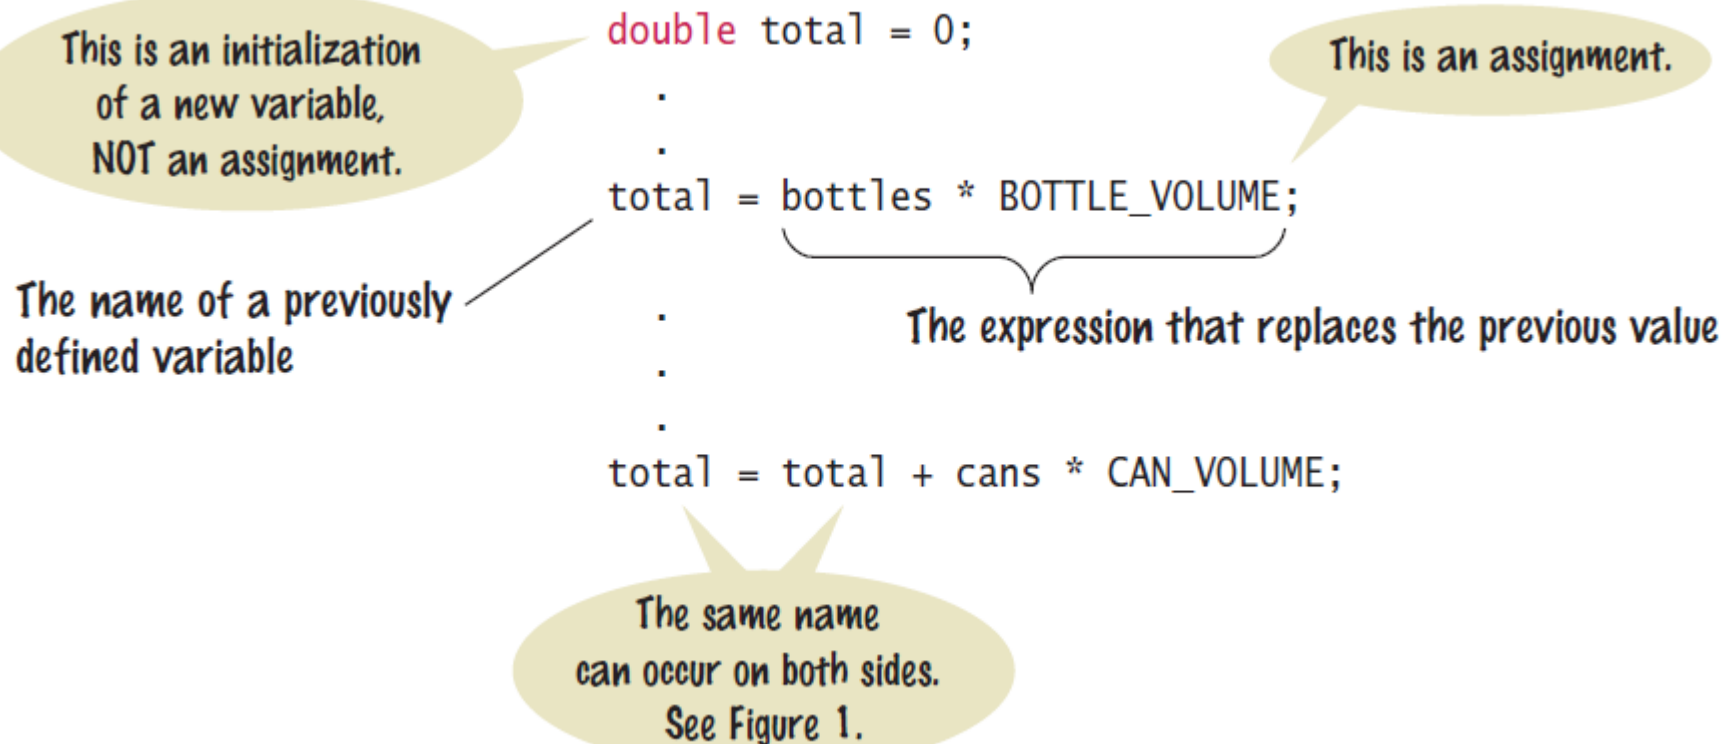 This is an initialization
of a new variable,
NOT an assignment.
double total = 0;
This is an assignment.
.
.
total = bottles * BOTTLE_VOLUME;
The name of a previously
defined variable
The expression that replaces the previous value
.
.
.
total = total + cans * CAN_VOLUME;
The same name
can occur on both sides.
See Figure 1.